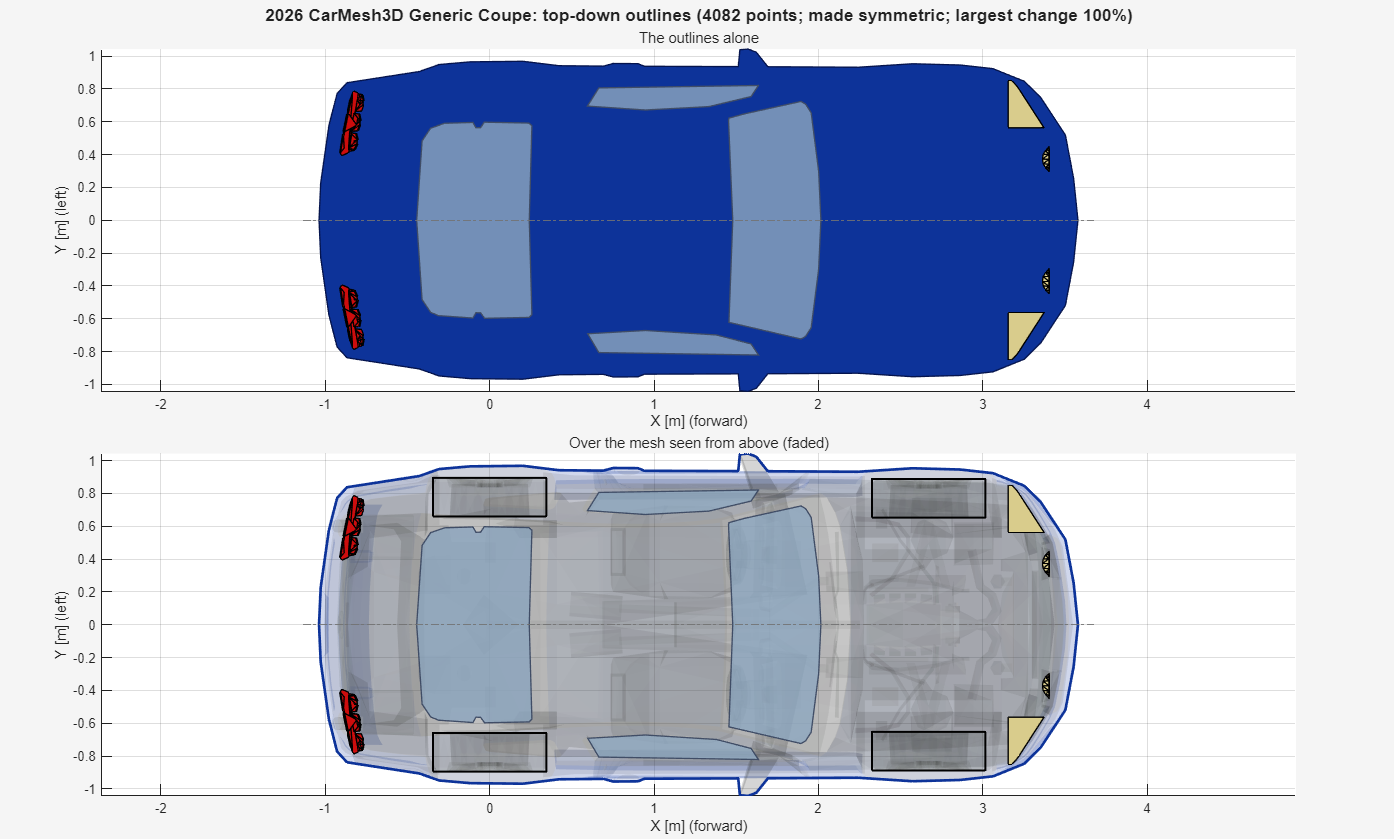 2026 CarMesh3D Generic Coupe: top-down outlines (4082 points; made symmetric; largest change 100%)
The outlines alone
1
0.8
0.6
0.4
0.2
0
-0.2
-0.4
-0.6
-0.8
-1
Y [m] (left)
-2 -1 0 1 2 3 4
X [m] (forward)
Over the mesh seen from above (faded)
1
0.8
0.6
0.4
0.2
0
-0.2
-0.4
-0.6
-0.8
-1
Y [m] (left)
-2 -1 0 1 2 3 4
X [m] (forward)